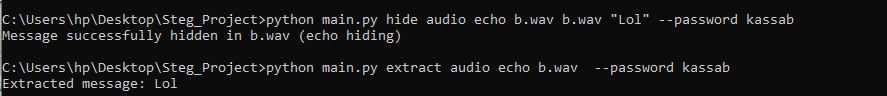 C:\Users\hp\Desktop\Steg_Project>python main.py hide audio echo b.wav b.wav "Lol" --password kassab
Message successfully hidden in b.wav (echo hiding)
C:\Users\hp\Desktop\Steg_Project>python main.py extract audio echo b.wav  --password kassab
Extracted message: Lol